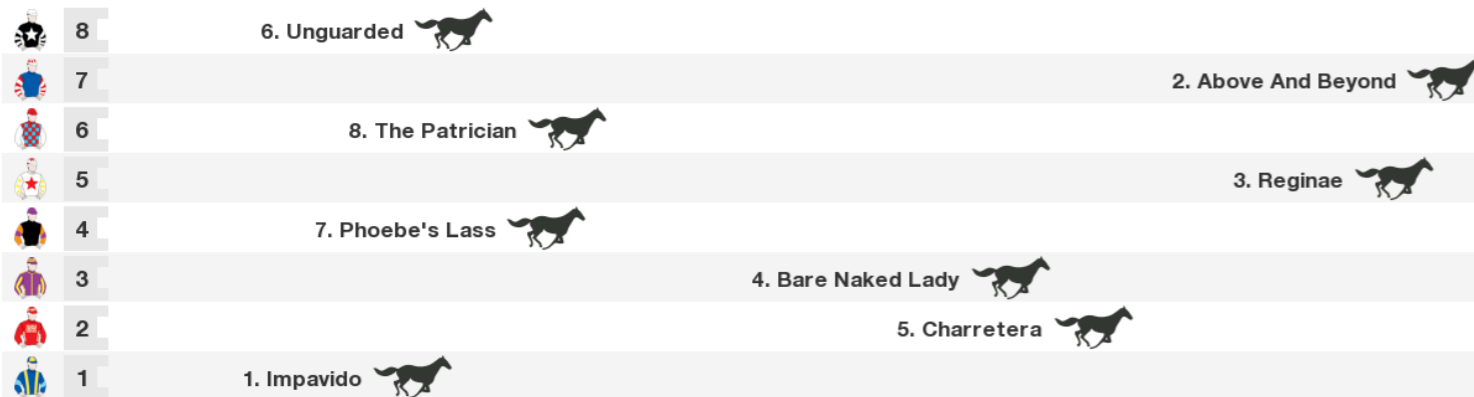 8 6. Unguarded
7 2. Above And Beyond
6 8. The Patrician
5 3. Reginae
4 7. Phoebe's Lass
3 4. Bare Naked Lady
2 5. Charretera
1 1. Impavido